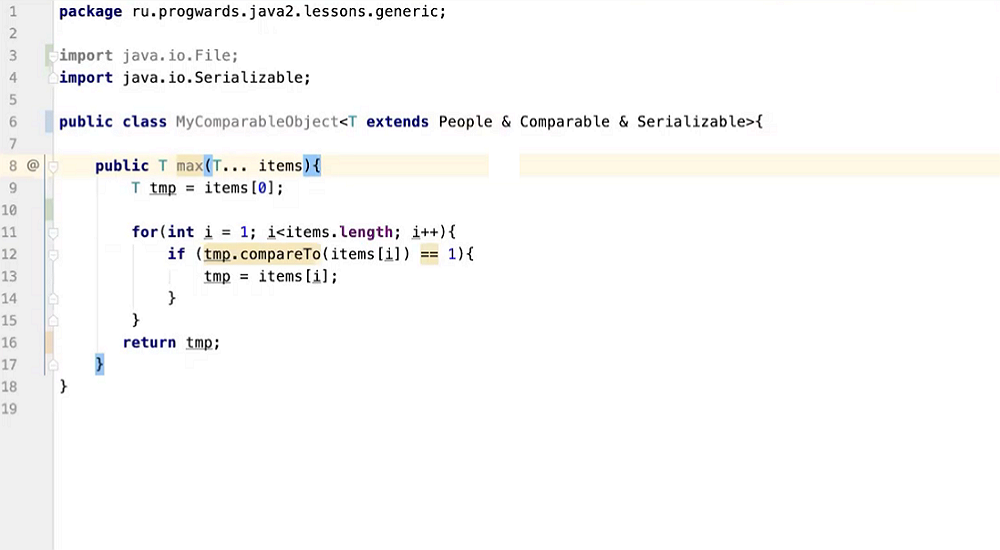 1 package ru.progwards.java2.lessons.generic;
2
3 import java.io.File;
4 import java.io.Serializable;
5
6 public class MyComparableObject<T extends People & Comparable & Serializable>{
7
8 @ public T max(T... items){
9 T tmp = items[0];
10
11 for(int i = 1; i<items.length; i++){
12 if (tmp.compareTo(items[i]) == 1){
13 tmp = items[i];
14 }
15 }
16 return tmp;
17 }
18 }
19